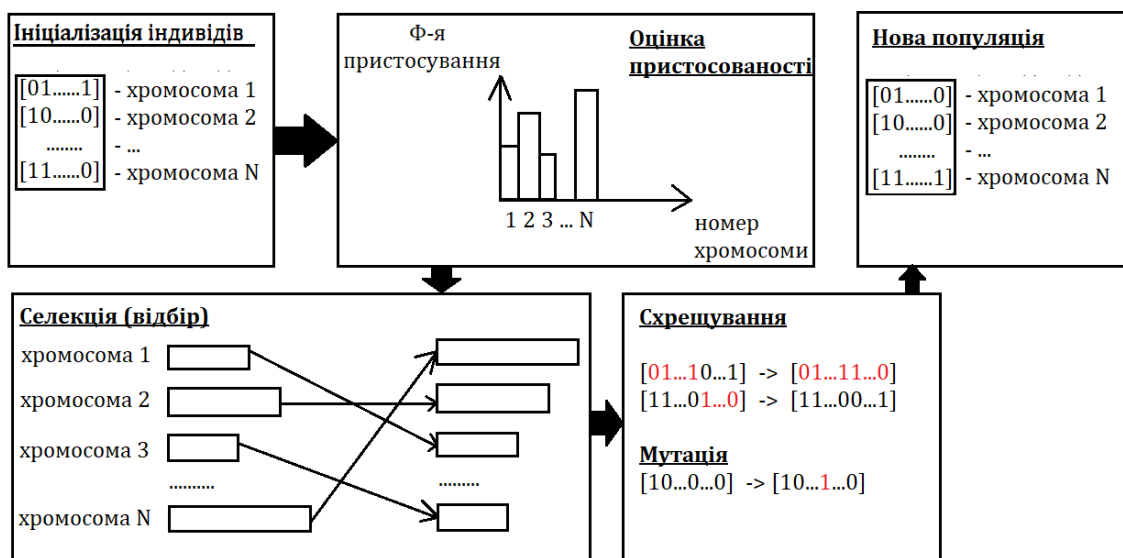 Ініціалізація індивідів
[01......1] - хромосома 1
[10......0] - хромосома 2
........ - ...
[11......0] - хромосома N
Ф-я
пристосування
Оцінка
пристосованості
1 2 3 ... N
номер
хромосоми
Нова популяція
[01......0] - хромосома 1
[10......0] - хромосома 2
........ - ...
[11......1] - хромосома N
Селекція (відбір)
хромосома 1
хромосома 2
хромосома 3
.......... ........
хромосома N
Схрещування
[01...10...1] -> [01...11...0]
[11...01...0] -> [11...00...1]
Мутація
[10...0...0] -> [10...1...0]